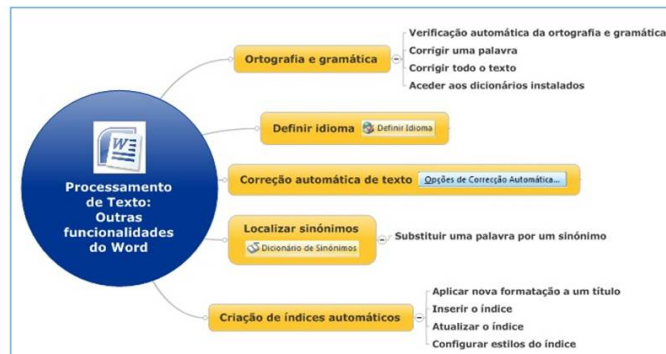 Processamento
de Texto:
Outras
funcionalidades
do Word
Ortografia e gramática
Verificação automática da ortografia e gramática
Corrigir uma palavra
Corrigir todo o texto
Aceder aos dicionários instalados
Definir idioma Definir Idioma
Correção automática de texto Opções de Correcção Automática...
Localizar sinónimos
Dicionário de Sinónimos
Substituir uma palavra por um sinónimo
Criação de índices automáticos
Aplicar nova formatação a um título
Inserir o índice
Atualizar o índice
Configurar estilos do índice